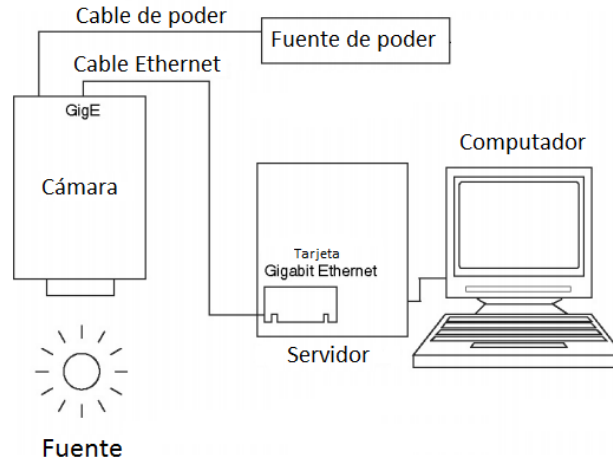 Cable de poder
Fuente de poder
Cable Ethernet
GigE
Cámara
Computador
Tarjeta
Gigabit Ethernet
Servidor
Fuente